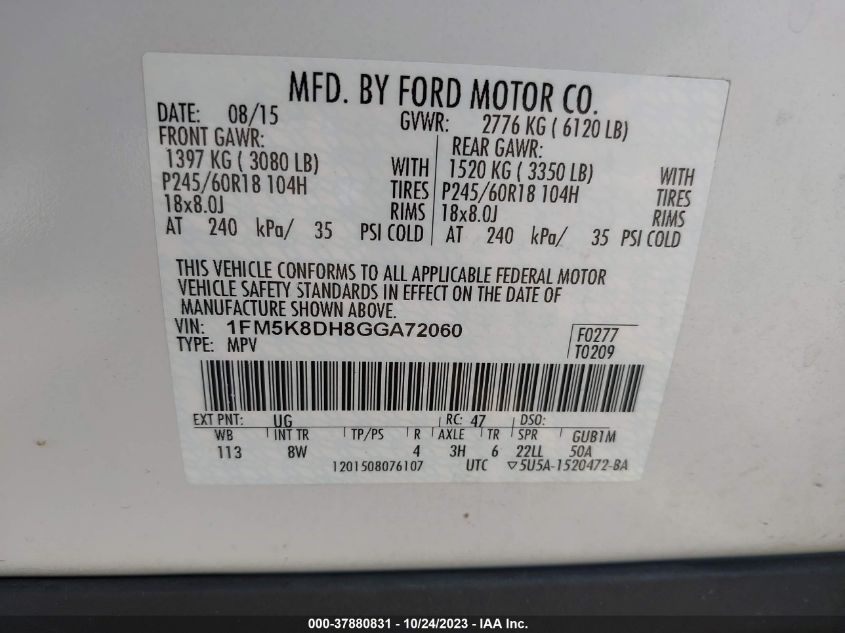 MFD. BY FORD MOTOR CO.
DATE: 08/15 GVWR: 2776 KG ( 6120 LB)
FRONT GAWR: REAR GAWR:
1397 KG ( 3080 LB) WITH 1520 KG ( 3350 LB) WITH
P245/60R18 104H TIRES P245/60R18 104H TIRES
18x8.0J RIMS 18x8.0J RIMS
AT 240 kPa/ 35 PSI COLD AT 240 kPa/ 35 PSI COLD
THIS VEHICLE CONFORMS TO ALL APPLICABLE FEDERAL MOTOR
VEHICLE SAFETY STANDARDS IN EFFECT ON THE DATE OF
MANUFACTURE SHOWN ABOVE.
VIN: 1FM5K8DH8GGA72060 F0277
TYPE: MPV T0209
EXT PNT: UG RC: 47 DSO:
WB INT TR TP/PS R AXLE TR SPR GUB1M
113 8W 4 3H 6 22LL 50A
1201508076107 UTC ▽5U5A-1520472-BA
000-37880831 - 10/24/2023 - IAA Inc.